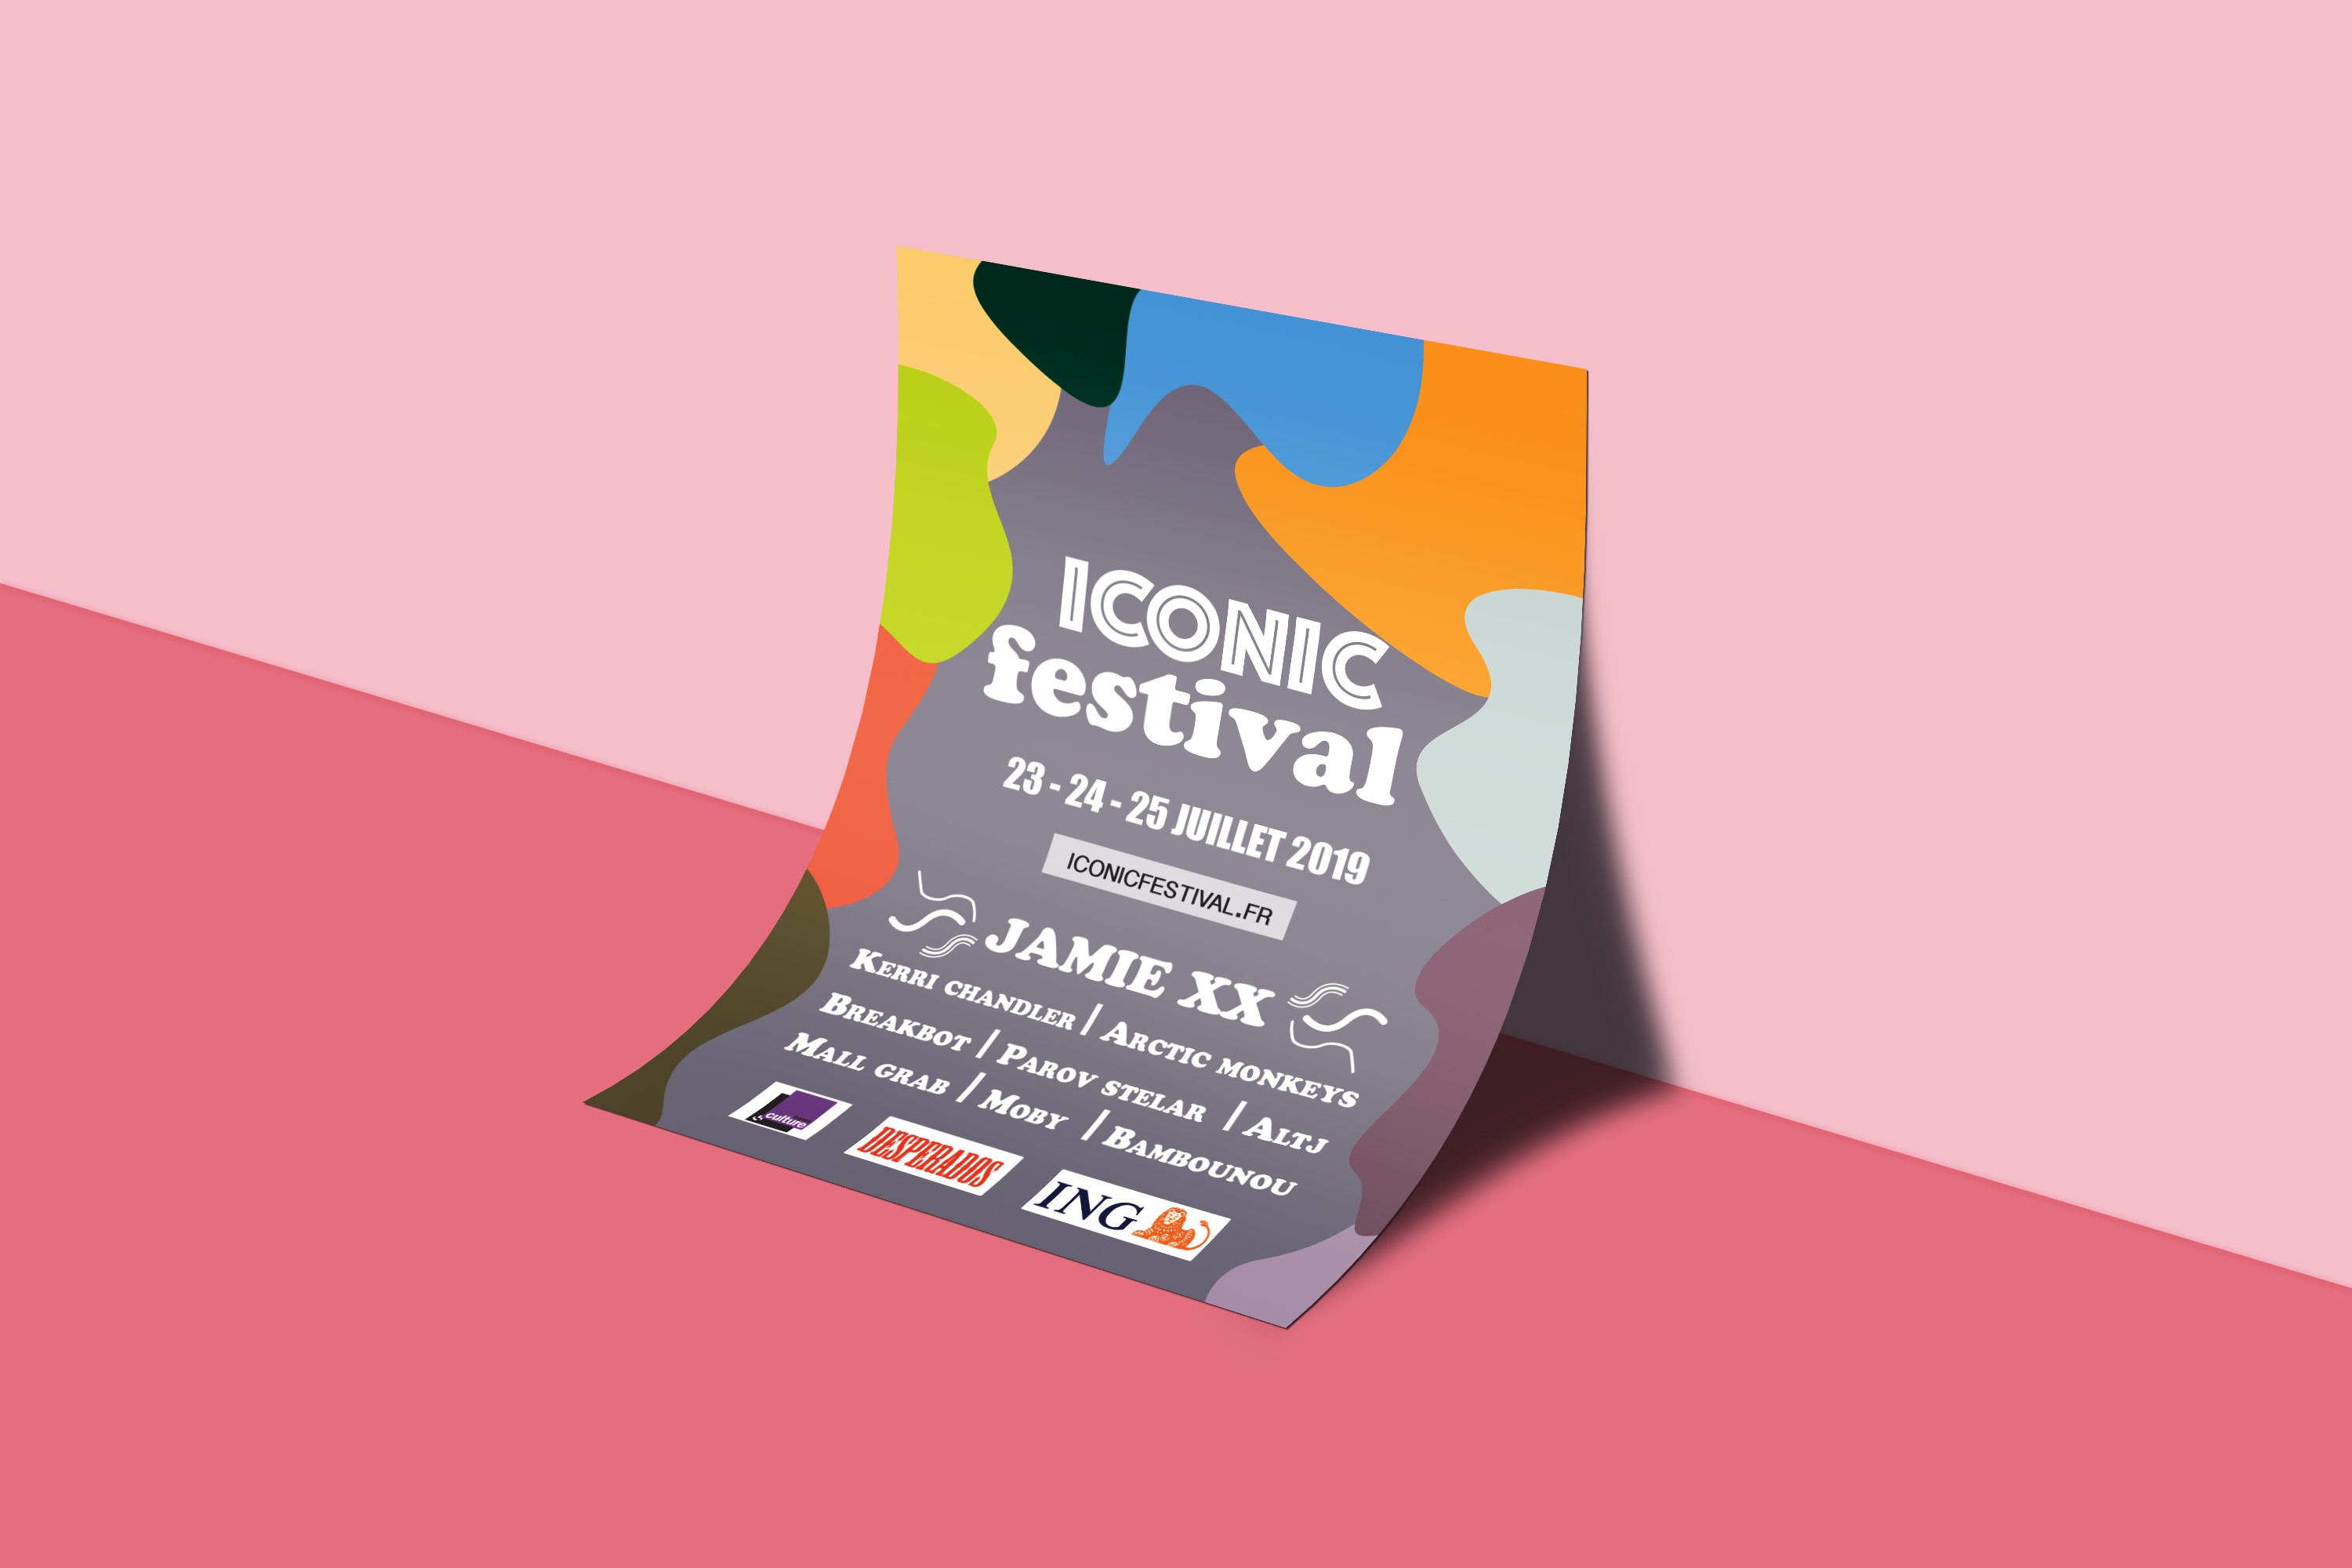 ICONIC
festival
23 - 24 - 25 JUILLET 2019
ICONICFESTIVAL.FR
JAMIE XX
KERRI CHANDLER / ARCTIC MONKEYS
BREAKBOT / PAROV STELAR / ALTJ
MALL GRAB / MOBY / BAMBOUNOU
culture
DESPERADOS
ING